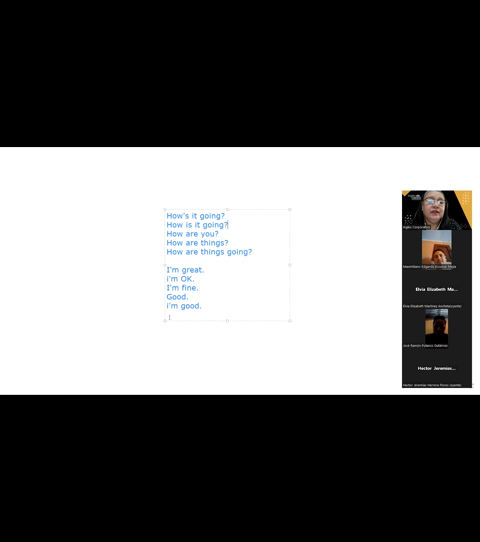 How's it going?
How is it going?
How are you?
How are things?
How are things going?
I'm great.
i'm OK.
I'm fine.
Good.
i'm good.
Elvia Elizabeth Ma...
Hector Jeremias...